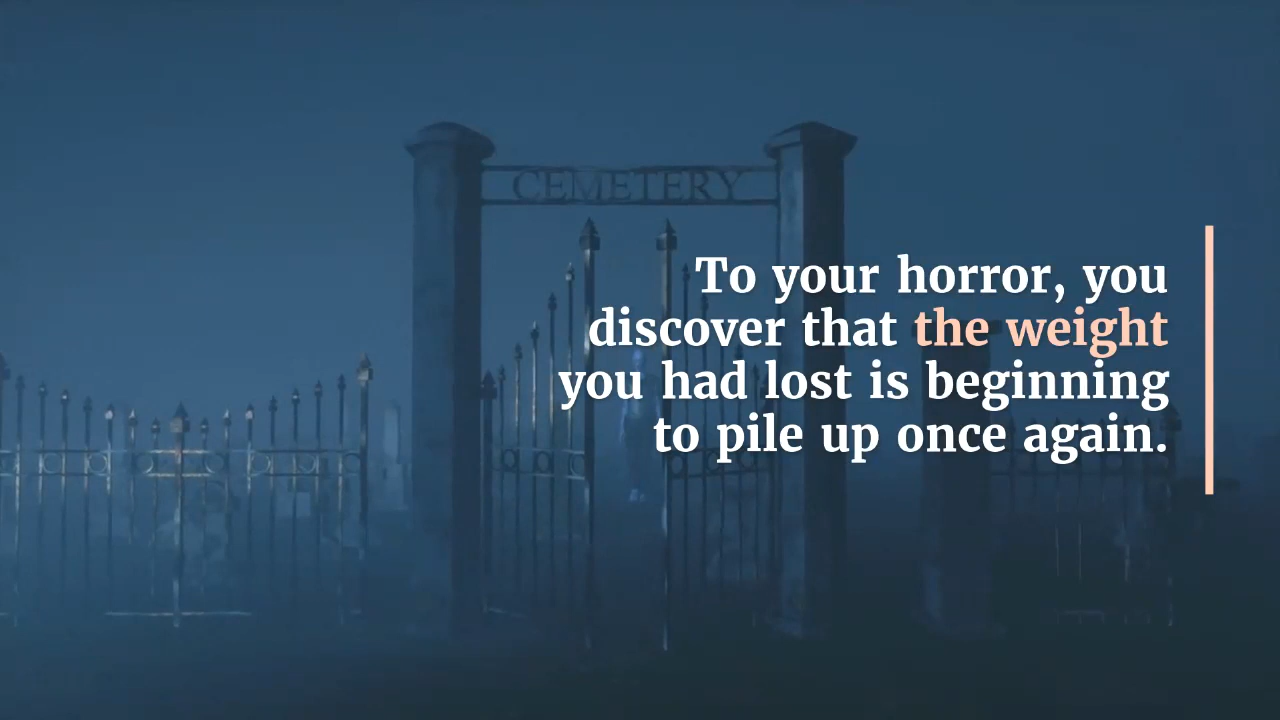 CEMETERY
To your horror, you
discover that the weight
you had lost is beginning
to pile up once again.